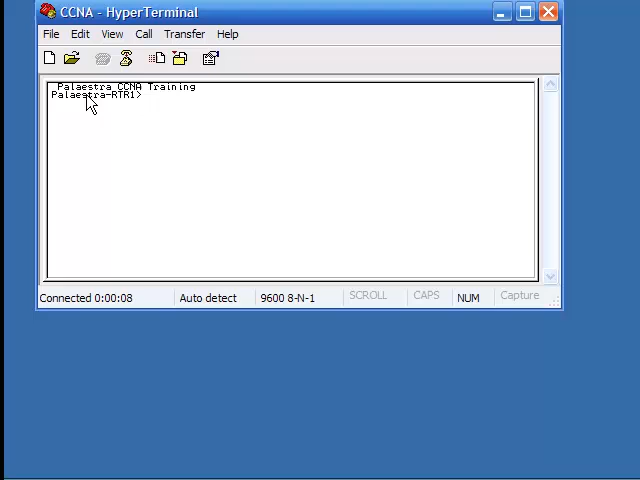 CCNA - HyperTerminal
File Edit View Call Transfer Help
Palaestra CCNA Training
Palaestra-RTR1>
Connected 0:00:08 Auto detect 9600 8-N-1 SCROLL CAPS NUM Capture